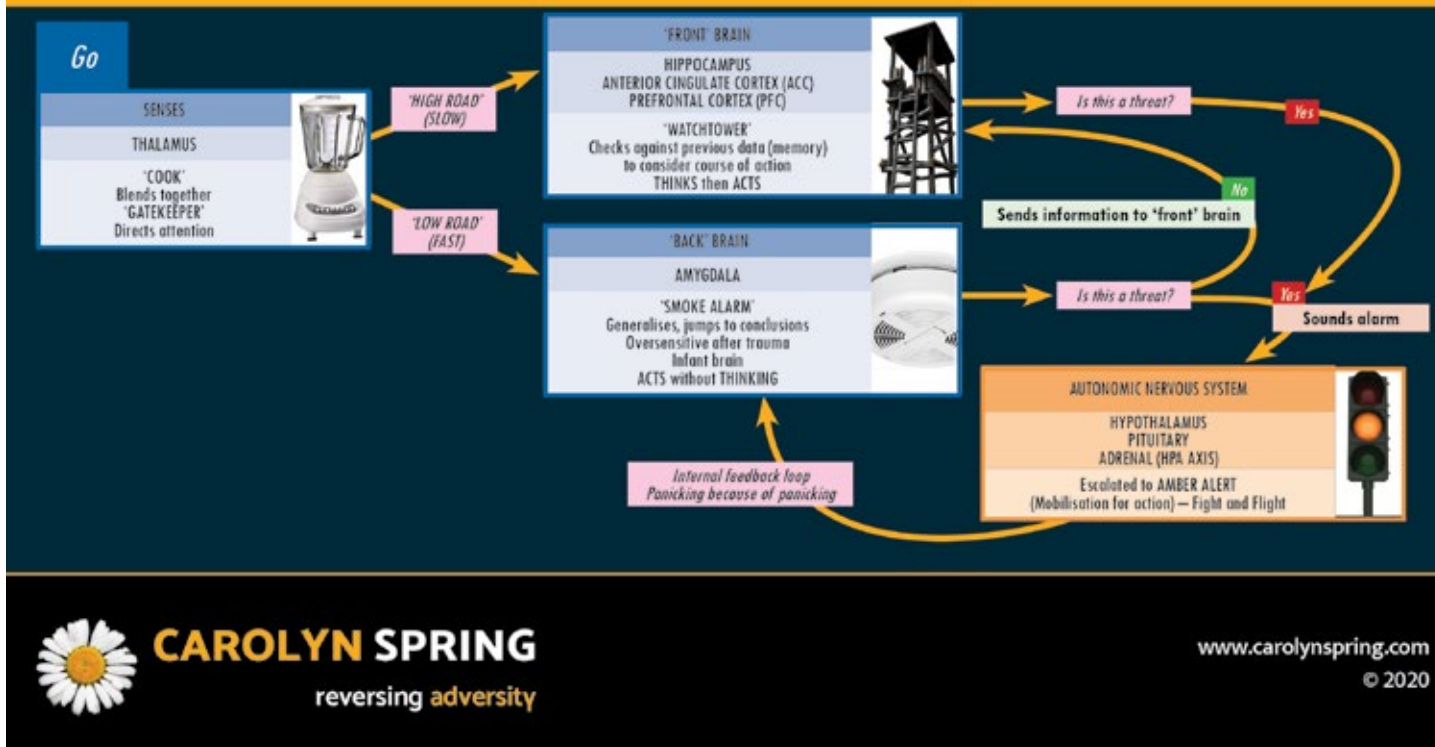 Go
SENSES
THALAMUS
'COOK'
Blends together
'GATEKEEPER'
Directs attention
'HIGH ROAD'
(SLOW)
'LOW ROAD'
(FAST)
'FRONT' BRAIN
HIPPOCAMPUS
ANTERIOR CINGULATE CORTEX (ACC)
PREFRONTAL CORTEX (PFC)
'WATCHTOWER'
Checks against previous data (memory)
to consider course of action
THINKS then ACTS
Is this a threat?
Yes
No
Sends information to 'front' brain
'BACK' BRAIN
AMYGDALA
'SMOKE ALARM'
Generalises, jumps to conclusions
Oversensitive after trauma
Infant brain
ACTS without THINKING
Is this a threat?
Yes
Sounds alarm
AUTONOMIC NERVOUS SYSTEM
HYPOTHALAMUS
PITUITARY
ADRENAL (HPA AXIS)
Escalated to AMBER ALERT
(Mobilisation for action) – Fight and Flight
Internal feedback loop
Panicking because of panicking
CAROLYN SPRING
reversing adversity
www.carolynspring.com
© 2020